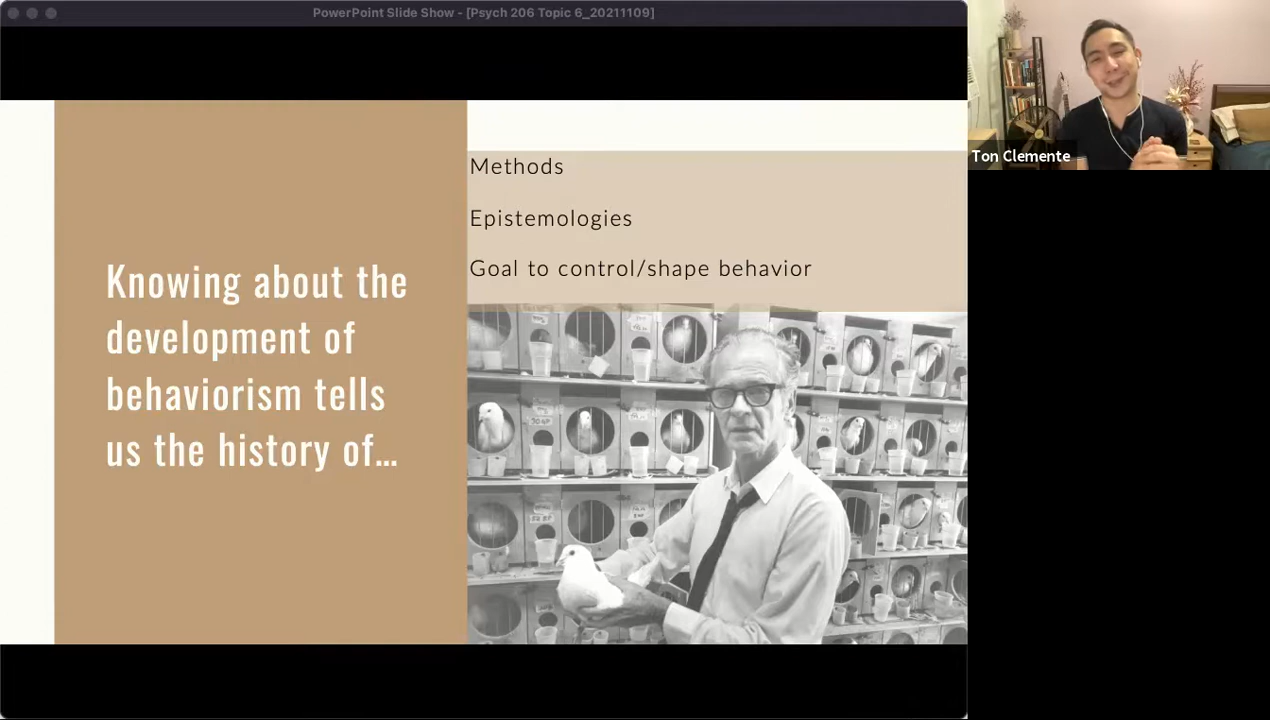 PowerPoint Slide Show - [Psych 206 Topic 6_20211109]
Knowing about the
development of
behaviorism tells
us the history of...
Methods
Epistemologies
Goal to control/shape behavior
Ton Clemente